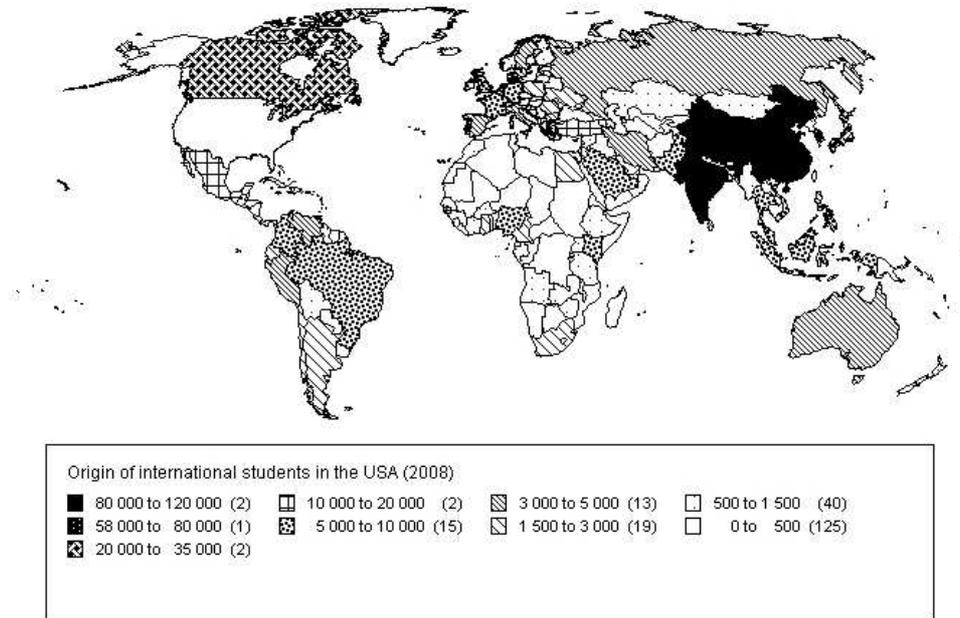 Origin of international students in the USA (2008)
80 000 to 120 000 (2) 10 000 to 20 000 (2) 3 000 to 5 000 (13) 500 to 1 500 (40)
58 000 to 80 000 (1) 5 000 to 10 000 (15) 1 500 to 3 000 (19) 0 to 500 (125)
20 000 to 35 000 (2)